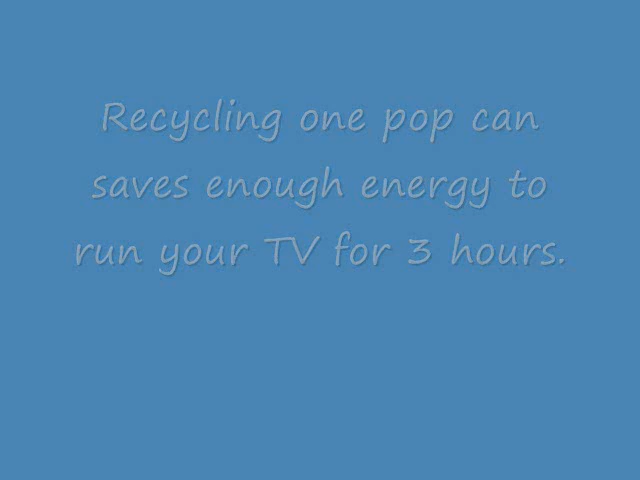 Recycling one pop can
saves enough energy to
run your TV for 3 hours.